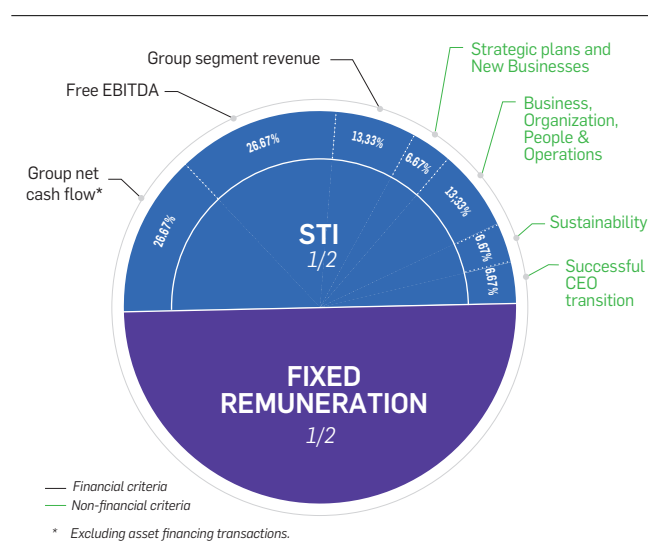 Group segment revenue
Strategic plans and
New Businesses
Free EBITDA
Business,
Organization,
People &
Operations
Group net
cash flow*
26.67%
26.67%
13,33%
6.67%
13,33%
6.67%
6.67%
Sustainability
Successful
CEO
transition
STI
1/2
FIXED
REMUNERATION
1/2
Financial criteria
Non-financial criteria
* Excluding asset financing transactions.